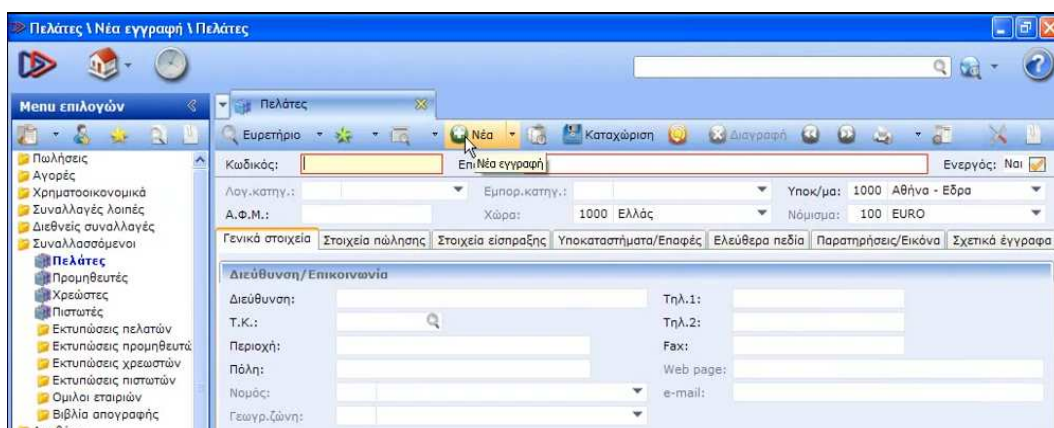 Πελάτες \ Νέα εγγραφή \ Πελάτες
Menu επιλογών
Πελάτες
Ευρετήριο Νέα Καταχώριση Διαγραφή
Νέα εγγραφή
Πωλήσεις
Αγορές
Χρηματοοικονομικά
Συναλλαγές λοιπές
Διεθνείς συναλλαγές
Συναλλασσόμενοι
Πελάτες
Προμηθευτές
Χρεώστες
Πιστωτές
Εκτυπώσεις πελατών
Εκτυπώσεις προμηθευτώ
Εκτυπώσεις χρεωστών
Εκτυπώσεις πιστωτών
Ομιλοι εταιριών
Βιβλία απογραφής
Κωδικός: Ενεργός: Ναι
Λογ.κατηγ.: Εμπορ.κατηγ.: Υποκ/μα: 1000 Αθήνα - Εδρα
Α.Φ.Μ.: Χώρα: 1000 Ελλάς Νόμισμα: 100 EURO
Γενικά στοιχεία Στοιχεία πώλησης Στοιχεία είσπραξης Υποκαταστήματα/Επαφές Ελεύθερα πεδία Παρατηρήσεις/Εικόνα Σχετικά έγγραφα
Διεύθυνση/Επικοινωνία
Διεύθυνση: Τηλ.1:
Τ.Κ.: Τηλ.2:
Περιοχή: Fax:
Πόλη: Web page:
Νομός: e-mail:
Γεωγρ.ζώνη: